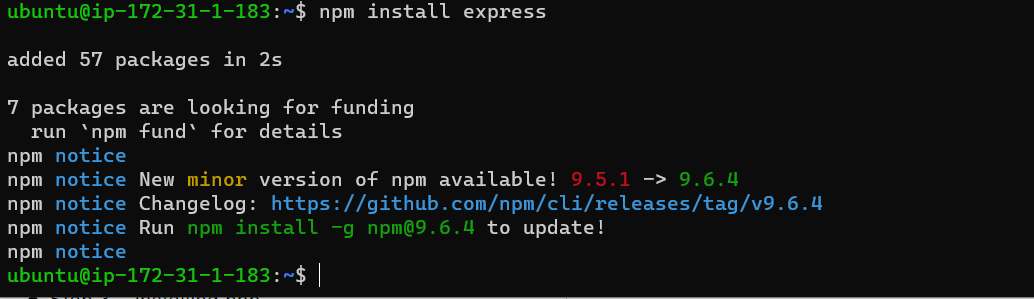 ubuntu@ip-172-31-1-183:~$ npm install express
added 57 packages in 2s
7 packages are looking for funding
  run `npm fund` for details
npm notice
npm notice New minor version of npm available! 9.5.1 -> 9.6.4
npm notice Changelog: https://github.com/npm/cli/releases/tag/v9.6.4
npm notice Run npm install -g npm@9.6.4 to update!
npm notice
ubuntu@ip-172-31-1-183:~$